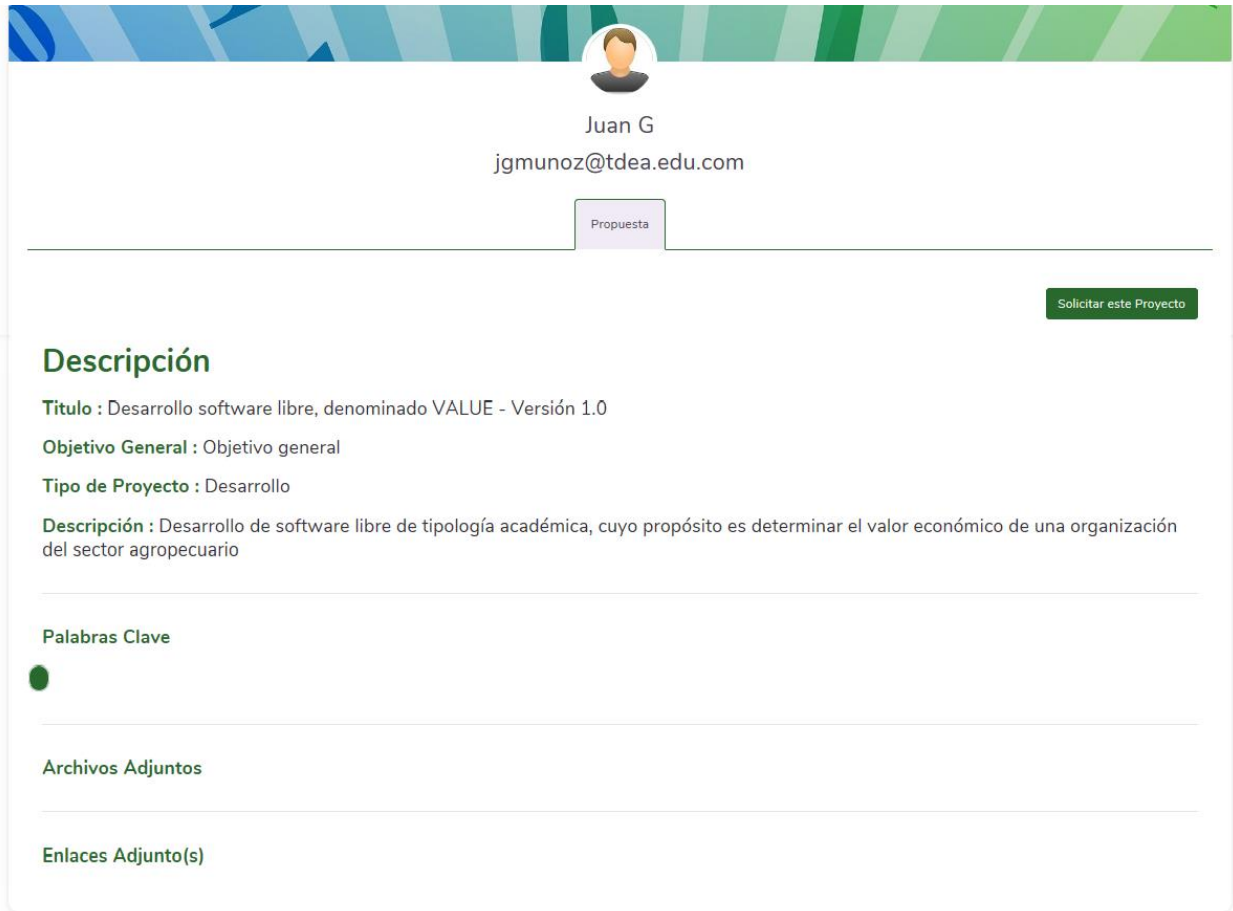 Juan G
jgmunoz@tdea.edu.com
Propuesta
Solicitar este Proyecto
Descripción
Titulo : Desarrollo software libre, denominado VALUE - Versión 1.0
Objetivo General : Objetivo general
Tipo de Proyecto : Desarrollo
Descripción : Desarrollo de software libre de tipología académica, cuyo propósito es determinar el valor económico de una organización
del sector agropecuario
Palabras Clave
Archivos Adjuntos
Enlaces Adjunto(s)